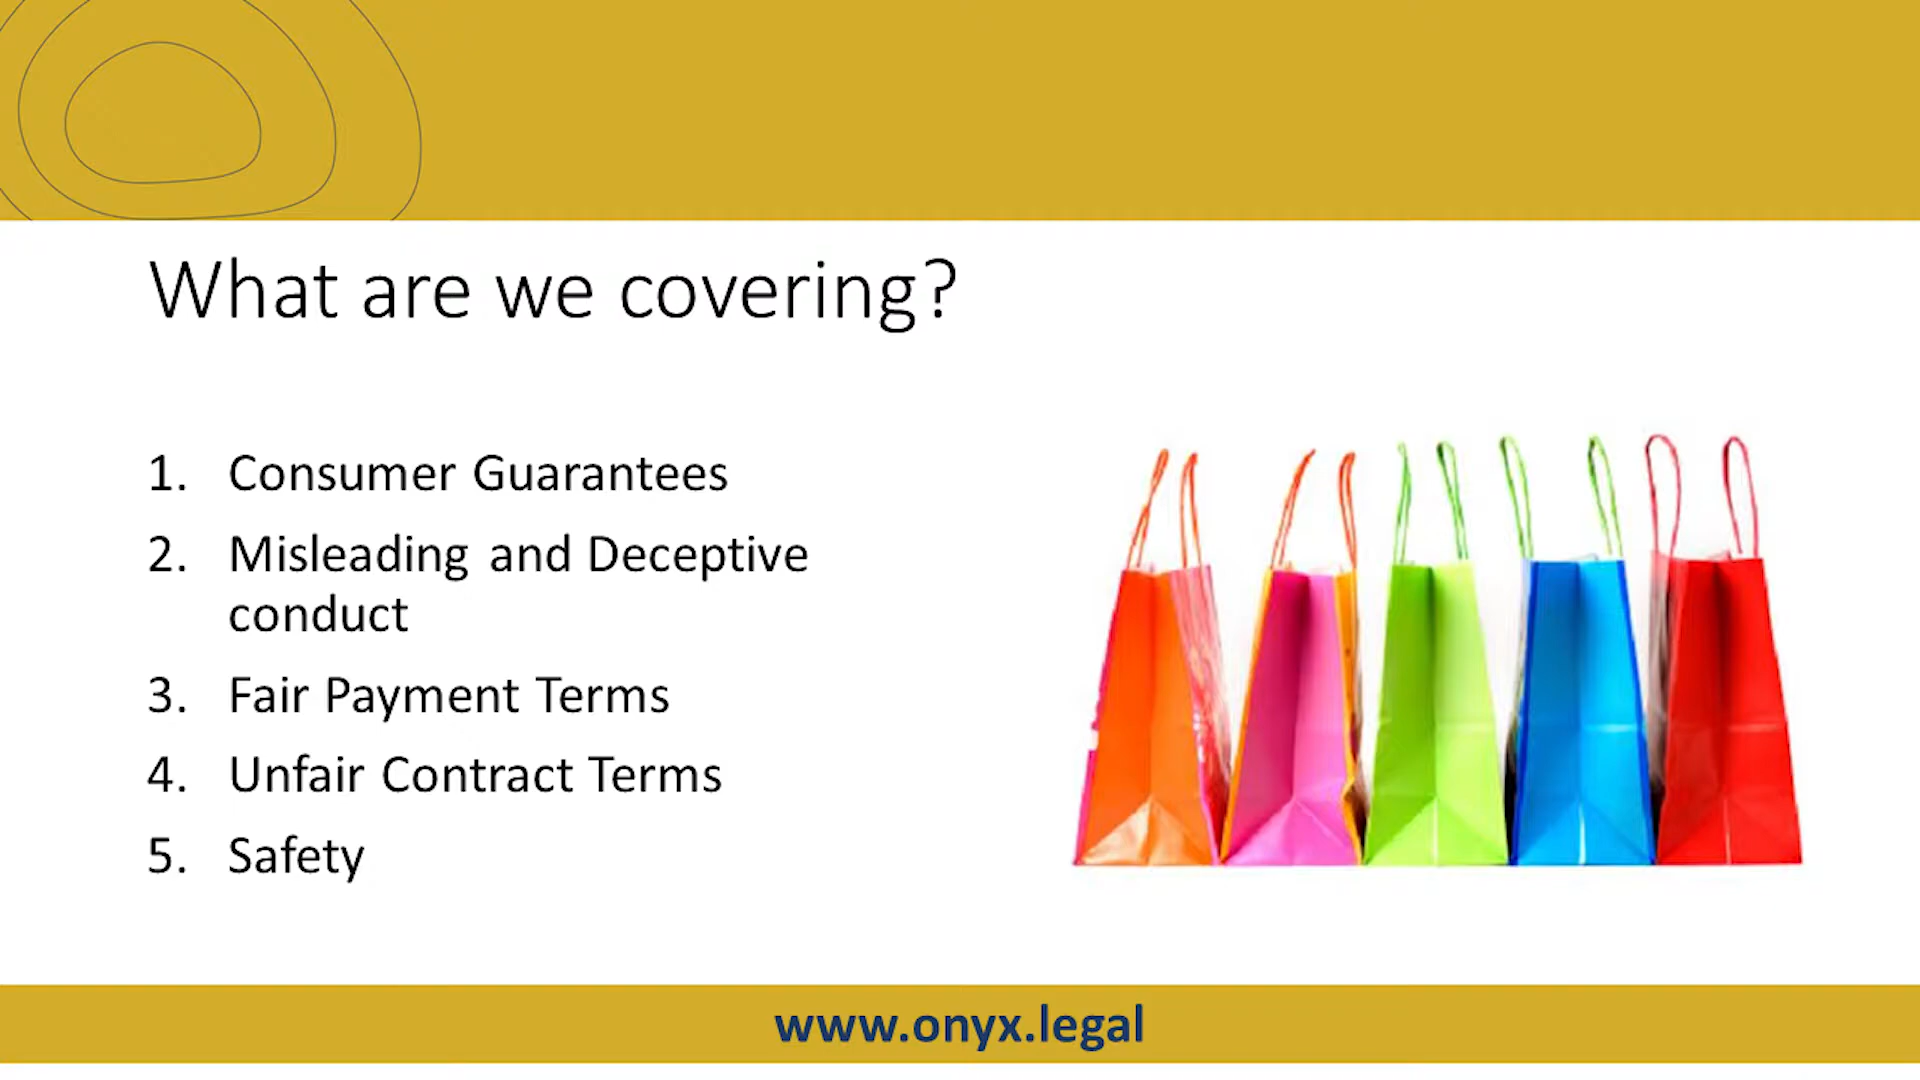 What are we covering?
1. Consumer Guarantees
2. Misleading and Deceptive
conduct
3. Fair Payment Terms
4. Unfair Contract Terms
5. Safety
www.onyx.legal